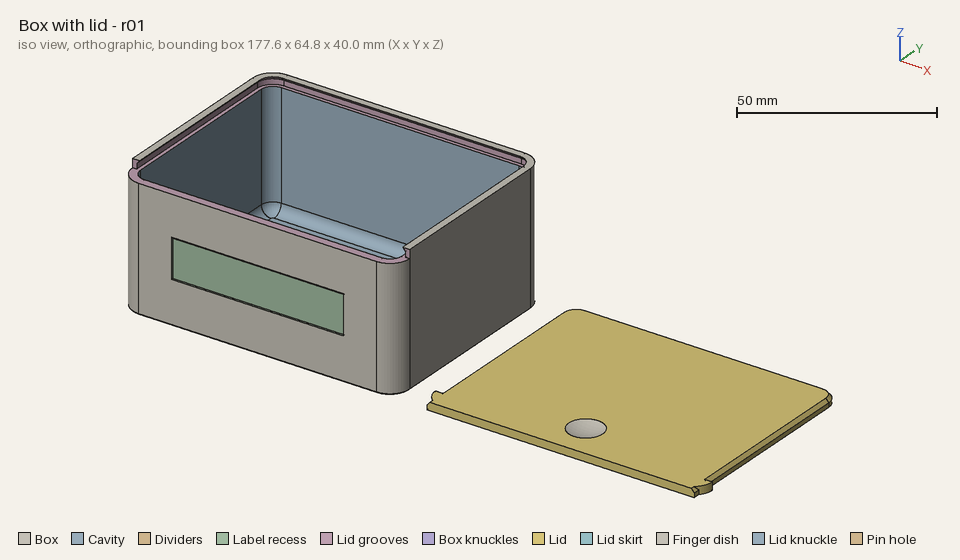 Box with lid - r01
iso view, orthographic, bounding box 177.6 x 64.8 x 40.0 mm (X x Y x Z)
Z
Y
X
50 mm
Box Cavity Dividers Label recess Lid grooves Box knuckles Lid Lid skirt Finger dish Lid knuckle Pin hole